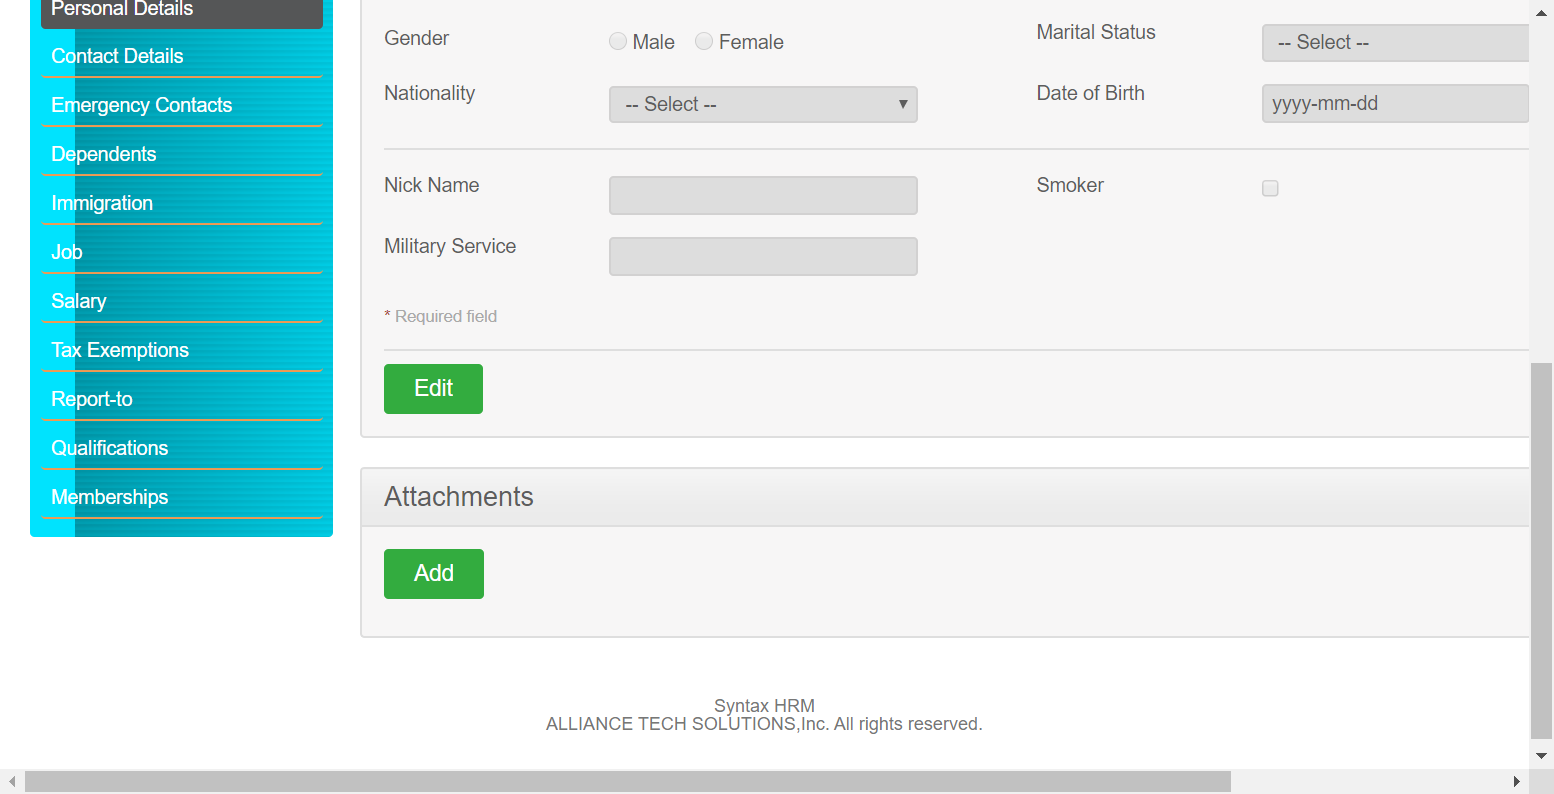 Personal Details
Contact Details
Emergency Contacts
Dependents
Immigration
Job
Salary
Tax Exemptions
Report-to
Qualifications
Memberships
Gender Male Female Marital Status -- Select --
Nationality -- Select -- Date of Birth yyyy-mm-dd
Nick Name Smoker
Military Service
* Required field
Edit
Attachments
Add
Syntax HRM
ALLIANCE TECH SOLUTIONS,Inc. All rights reserved.